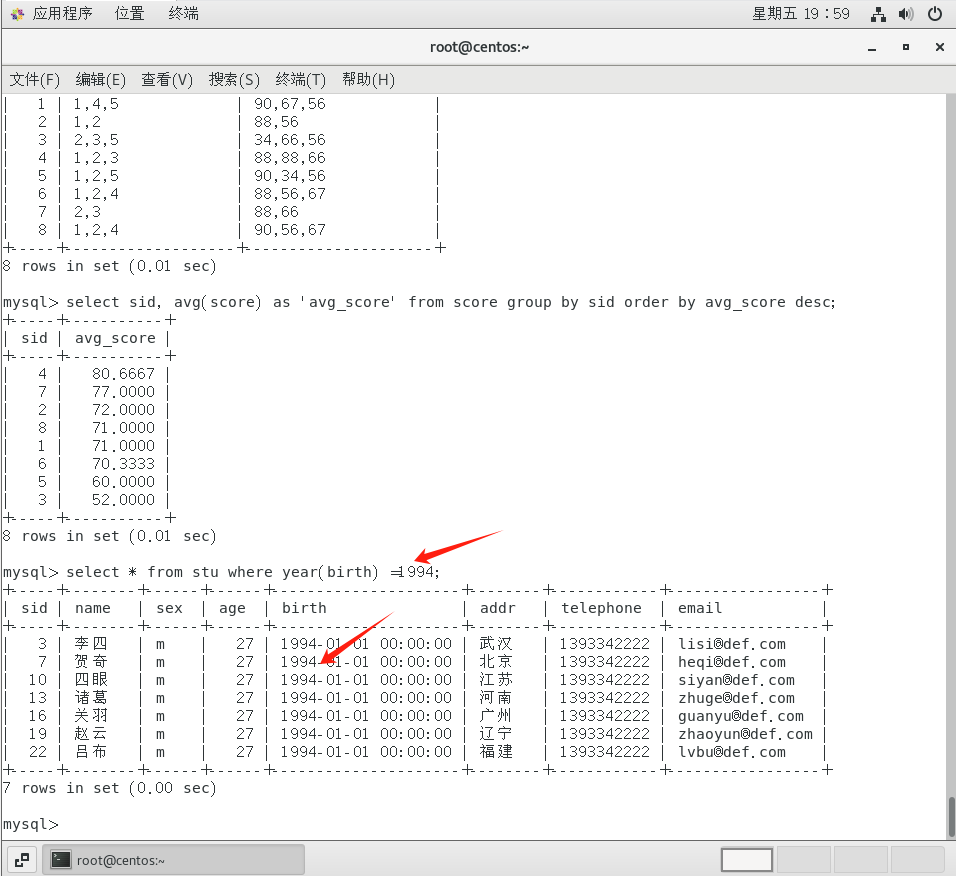 应用程序 位置 终端 星期五 19：59
root@centos:~
文件(F) 编辑(E) 查看(V) 搜索(S) 终端(T) 帮助(H)
| 1 | 1,4,5 | 90,67,56 |
| 2 | 1,2 | 88,56 |
| 3 | 2,3,5 | 34,66,56 |
| 4 | 1,2,3 | 88,88,66 |
| 5 | 1,2,5 | 90,34,56 |
| 6 | 1,2,4 | 88,56,67 |
| 7 | 2,3 | 88,66 |
| 8 | 1,2,4 | 90,56,67 |
+-----+-------------------+---------------------+
8 rows in set (0.01 sec)
mysql> select sid, avg(score) as 'avg_score' from score group by sid order by avg_score desc;
+-----+-----------+
| sid | avg_score |
+-----+-----------+
| 4 | 80.6667 |
| 7 | 77.0000 |
| 2 | 72.0000 |
| 8 | 71.0000 |
| 1 | 71.0000 |
| 6 | 70.3333 |
| 5 | 60.0000 |
| 3 | 52.0000 |
+-----+-----------+
8 rows in set (0.01 sec)
mysql> select * from stu where year(birth) =1994;
+-----+--------+------+------+---------------------+--------+------------+-----------------+
| sid | name | sex | age | birth | addr | telephone | email |
+-----+--------+------+------+---------------------+--------+------------+-----------------+
| 3 | 李四 | m | 27 | 1994-01-01 00:00:00 | 武汉 | 1393342222 | lisi@def.com |
| 7 | 贺奇 | m | 27 | 1994-01-01 00:00:00 | 北京 | 1393342222 | heqi@def.com |
| 10 | 四眼 | m | 27 | 1994-01-01 00:00:00 | 江苏 | 1393342222 | siyan@def.com |
| 13 | 诸葛 | m | 27 | 1994-01-01 00:00:00 | 河南 | 1393342222 | zhuge@def.com |
| 16 | 关羽 | m | 27 | 1994-01-01 00:00:00 | 广州 | 1393342222 | guanyu@def.com |
| 19 | 赵云 | m | 27 | 1994-01-01 00:00:00 | 辽宁 | 1393342222 | zhaoyun@def.com |
| 22 | 吕布 | m | 27 | 1994-01-01 00:00:00 | 福建 | 1393342222 | lvbu@def.com |
+-----+--------+------+------+---------------------+--------+------------+-----------------+
7 rows in set (0.00 sec)
mysql>
root@centos:~